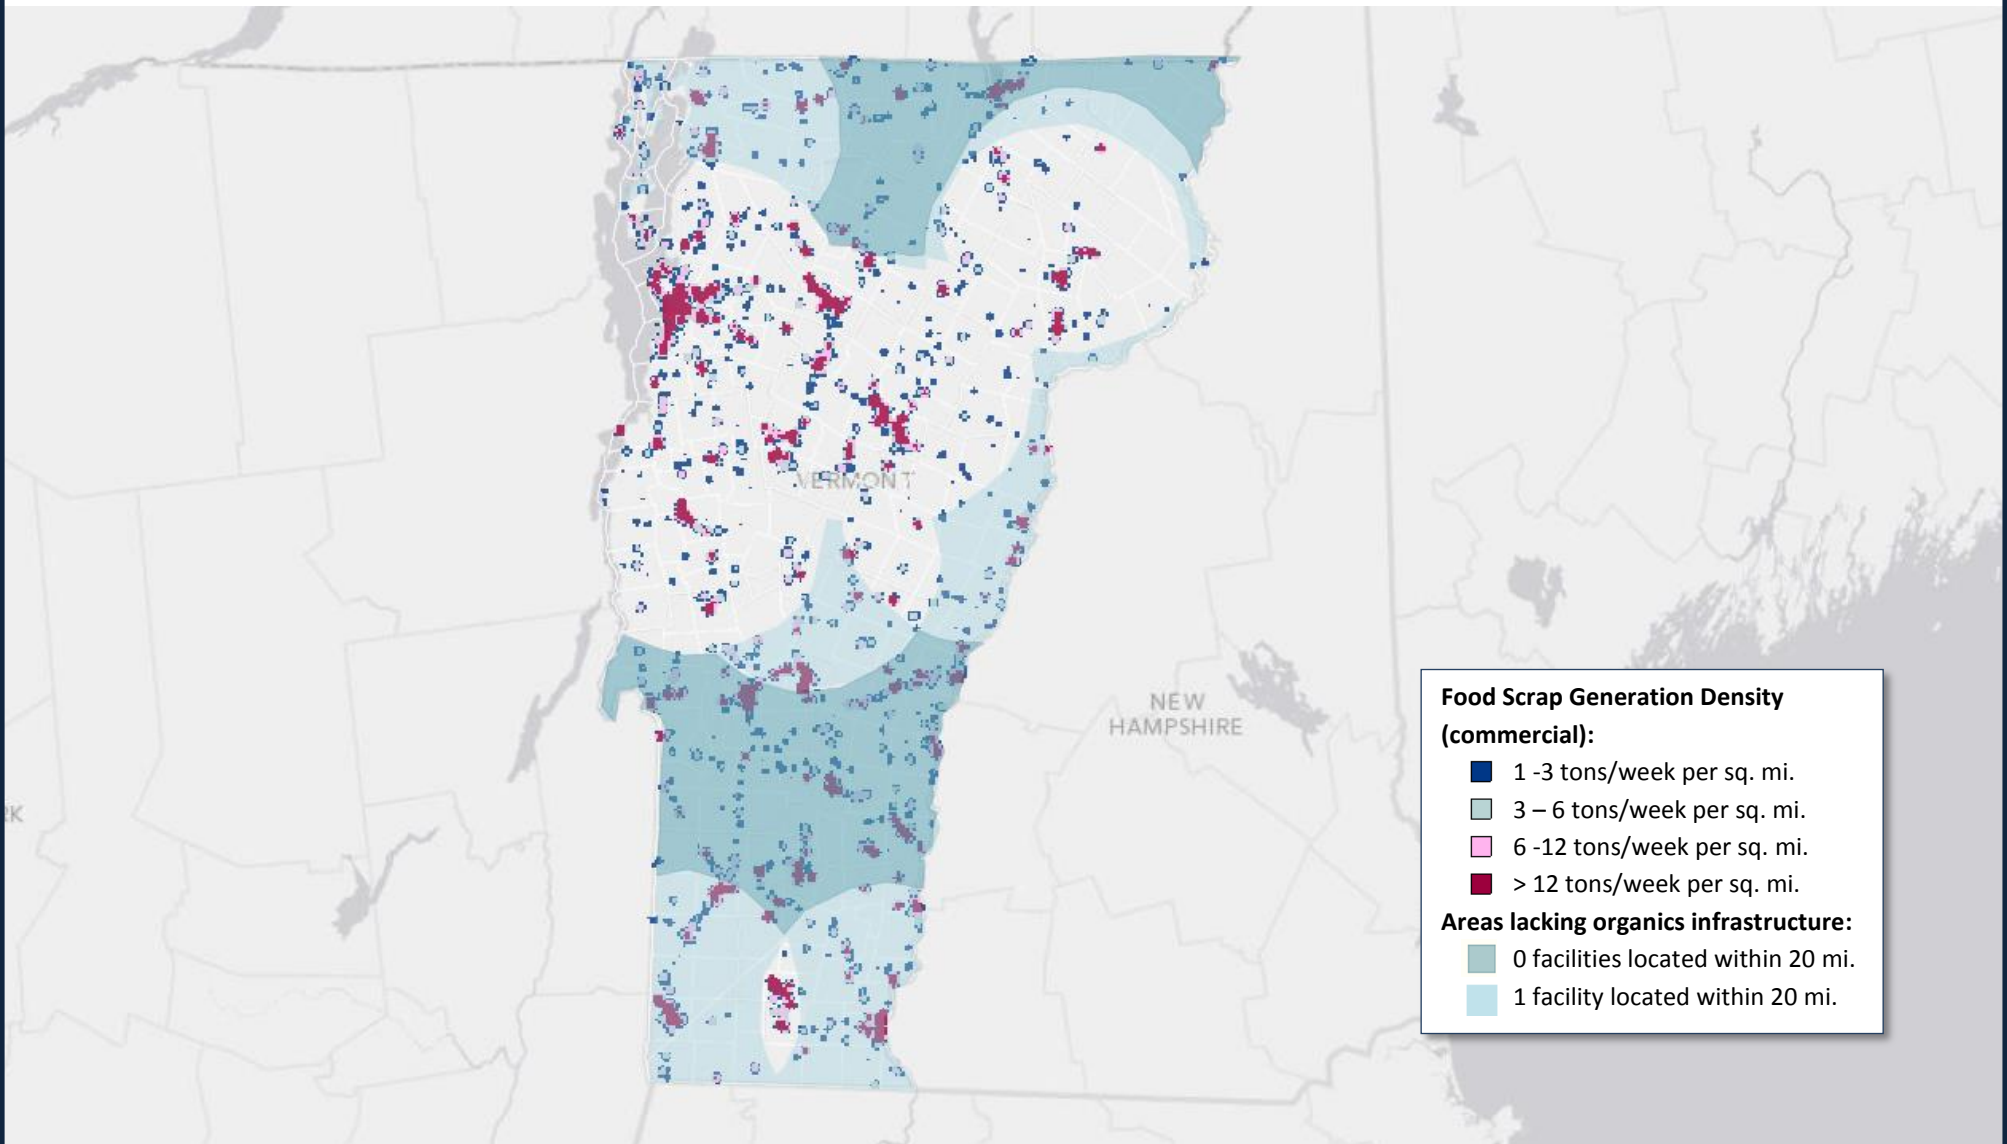 VERMONT
NEW
HAMPSHIRE
RK
Food Scrap Generation Density
(commercial):
1 -3 tons/week per sq. mi.
3 – 6 tons/week per sq. mi.
6 -12 tons/week per sq. mi.
> 12 tons/week per sq. mi.
Areas lacking organics infrastructure:
0 facilities located within 20 mi.
1 facility located within 20 mi.